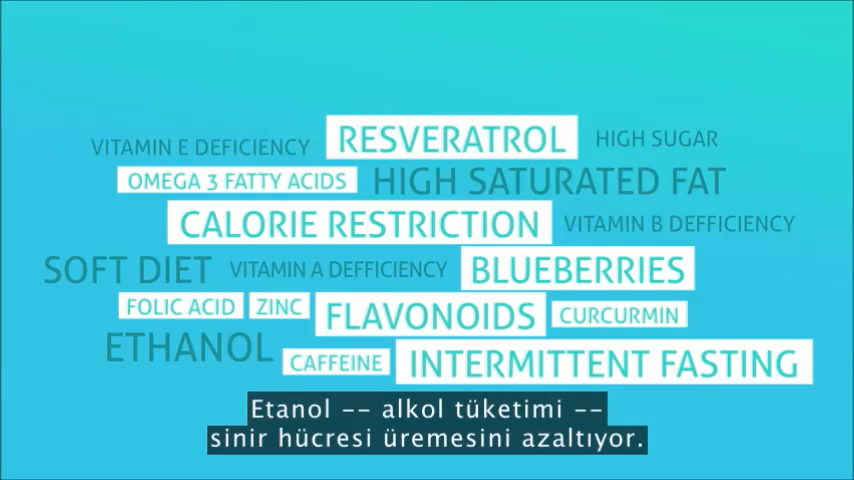 VITAMIN E DEFICIENCY RESVERATROL HIGH SUGAR
OMEGA 3 FATTY ACIDS HIGH SATURATED FAT
CALORIE RESTRICTION VITAMIN B DEFFICIENCY
SOFT DIET VITAMIN A DEFFICIENCY BLUEBERRIES
FOLIC ACID ZINC FLAVONOIDS CURCURMIN
ETHANOL CAFFEINE INTERMITTENT FASTING
Etanol -- alkol tüketimi --
sinir hücresi üremesini azaltıyor.